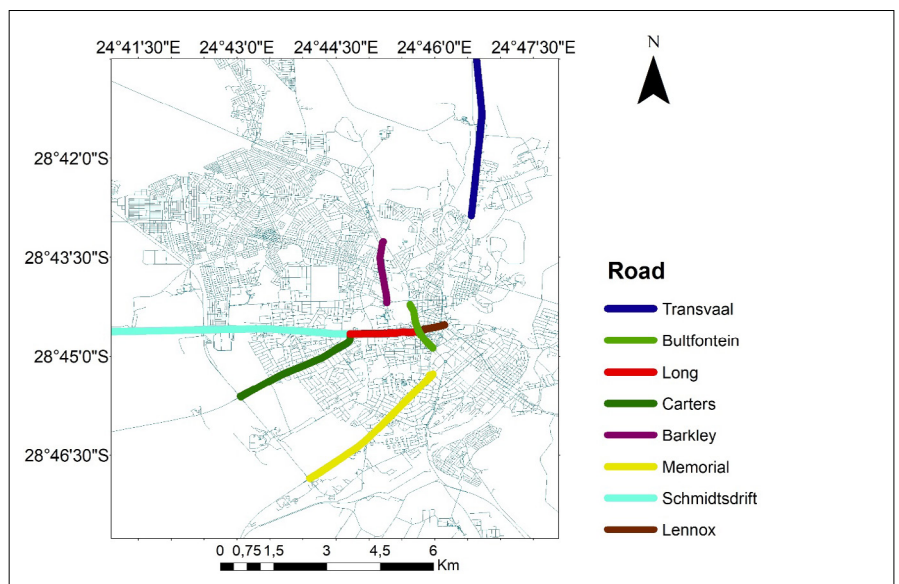 24°41'30"E 24°43'0"E 24°44'30"E 24°46'0"E 24°47'30"E
N
28°42'0"S
28°43'30"S
28°45'0"S
28°46'30"S
Road
Transvaal
Bultfontein
Long
Carters
Barkley
Memorial
Schmidtsdrift
Lennox
0 0,75 1,5 3 4,5 6
Km